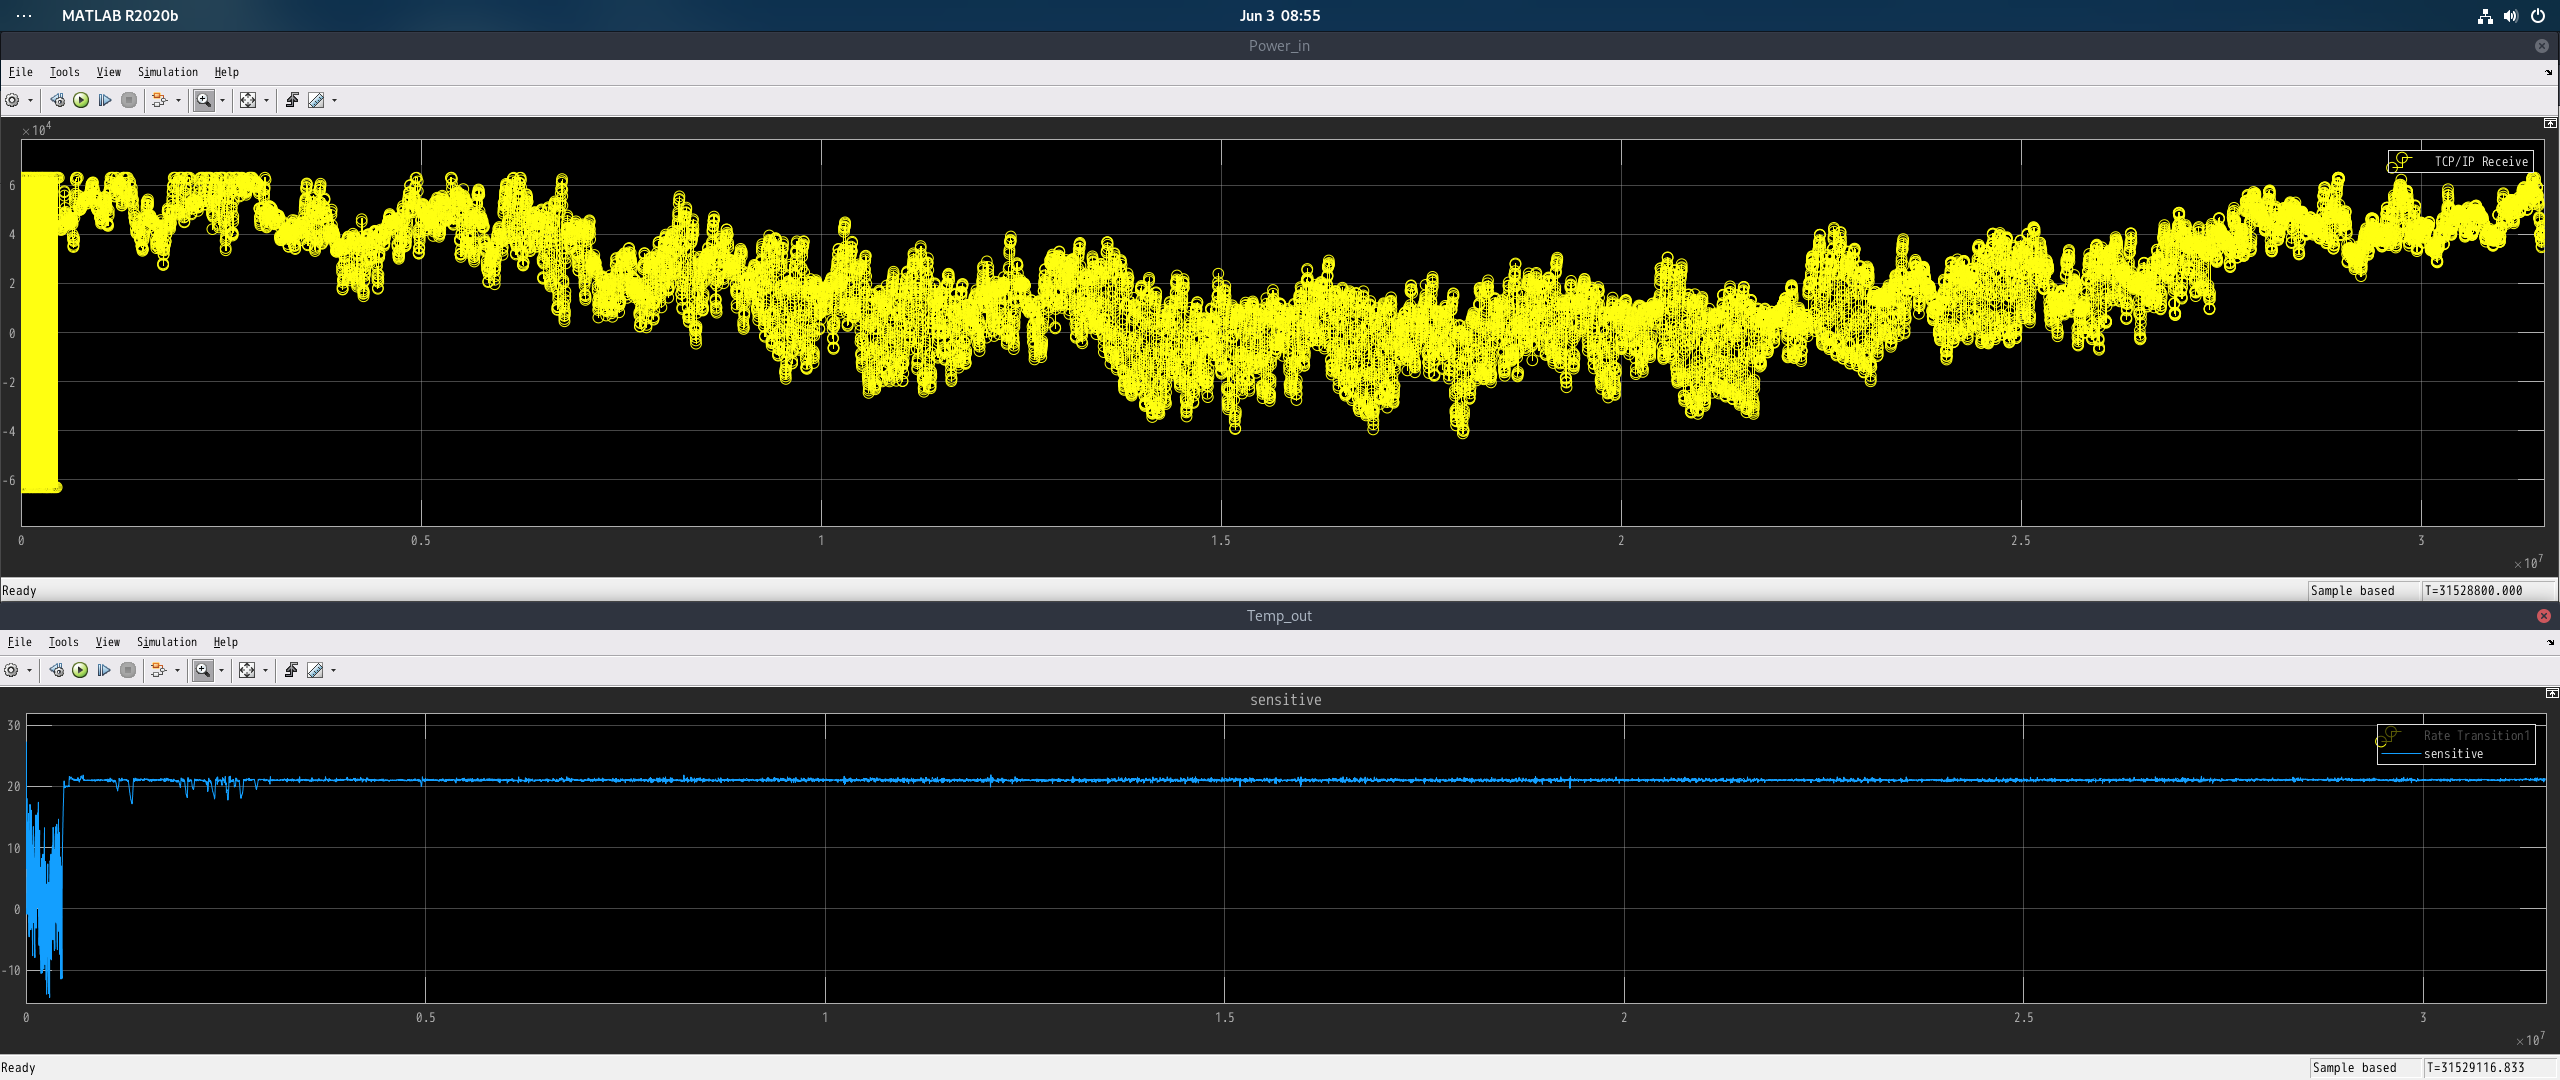 ... MATLAB R2020b Jun 3 08:55
Power_in
File Tools View Simulation Help
×10^4
TCP/IP Receive
6
4
2
0
-2
-4
-6
0 0.5 1 1.5 2 2.5 3
×10^7
Ready Sample based T=31528800.000
Temp_out
File Tools View Simulation Help
sensitive
Rate Transition1
sensitive
30
20
10
0
-10
0 0.5 1 1.5 2 2.5 3
×10^7
Ready Sample based T=31529116.833